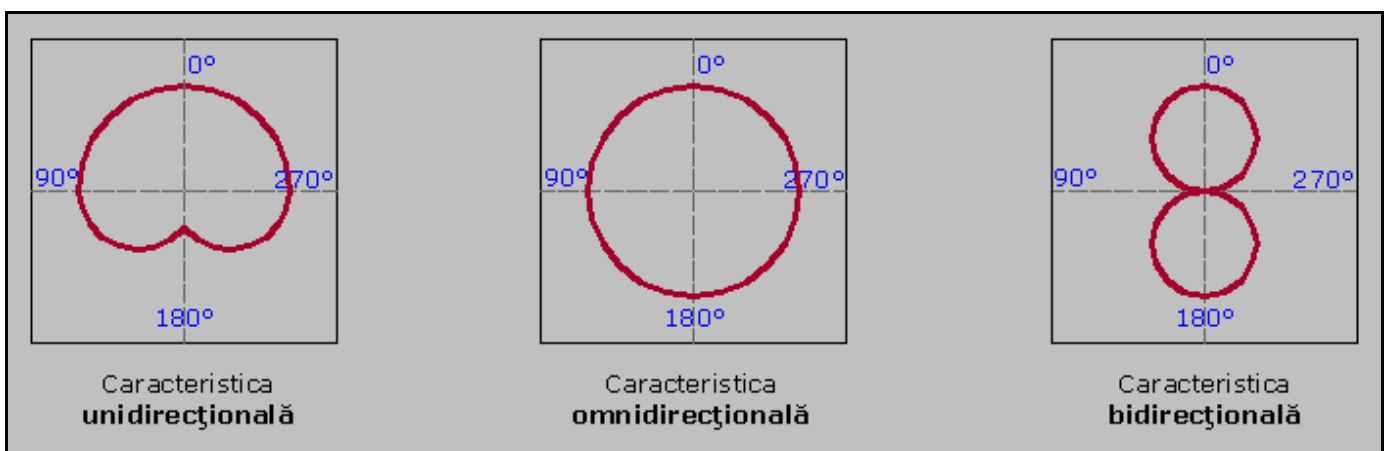 0°
90°
270°
180°
Caracteristica
unidirecţională
0°
90°
270°
180°
Caracteristica
omnidirecţională
0°
90°
270°
180°
Caracteristica
bidirecţională